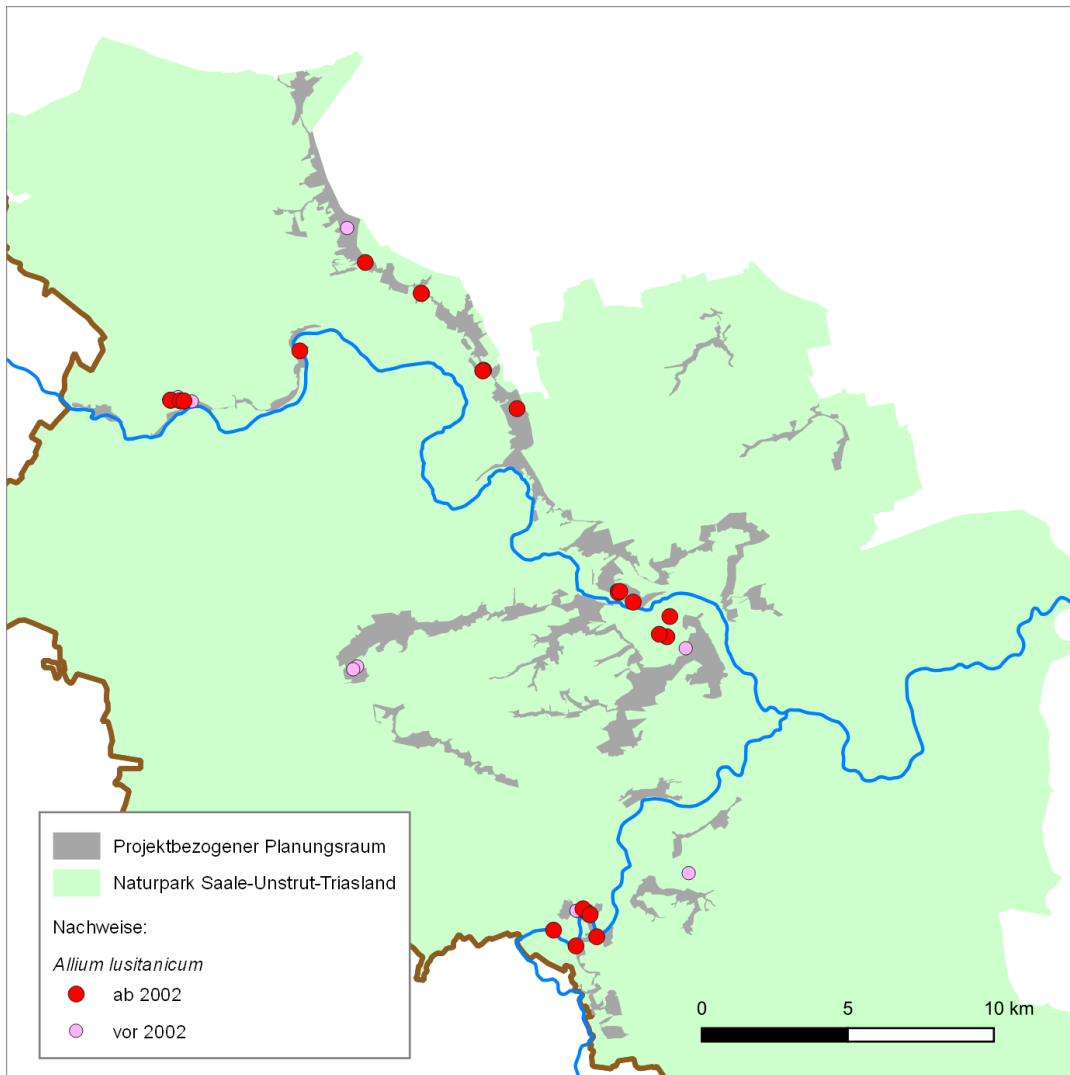 Projektbezogener Planungsraum
Naturpark Saale-Unstrut-Triasland
Nachweise:
Allium lusitanicum
ab 2002
vor 2002
0 5 10 km